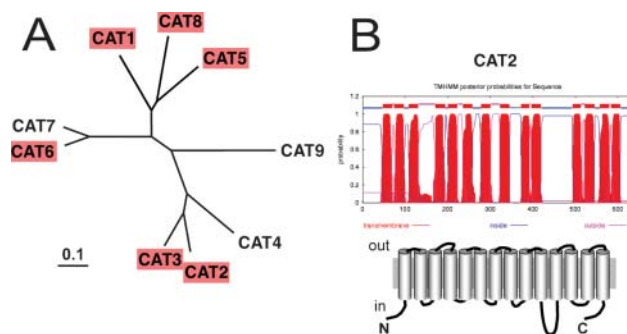 A
CAT1
CAT8
CAT5
CAT7
CAT6
CAT9
CAT4
CAT3
CAT2
0.1
B
CAT2
TMHMM posterior probabilities for Sequence
probability
1.2
1
0.8
0.6
0.4
0.2
0
0 100 200 300 400 500 600
transmembrane inside outside
out
in
N C